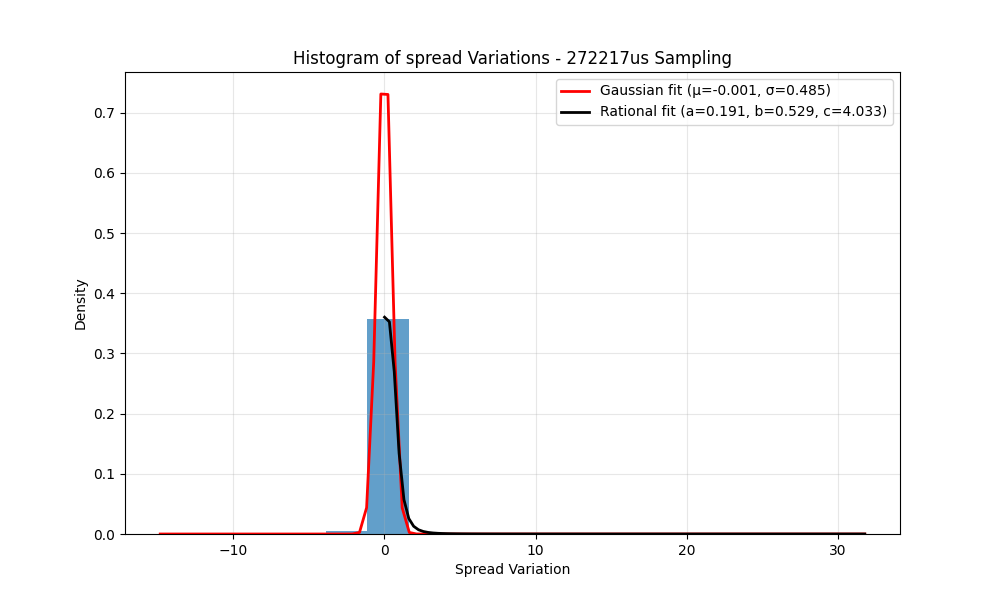 Histogram of spread Variations - 272217us Sampling
Gaussian fit (μ=-0.001, σ=0.485)
Rational fit (a=0.191, b=0.529, c=4.033)
Density
0.7
0.6
0.5
0.4
0.3
0.2
0.1
0.0
−10
0
10
20
30
Spread Variation